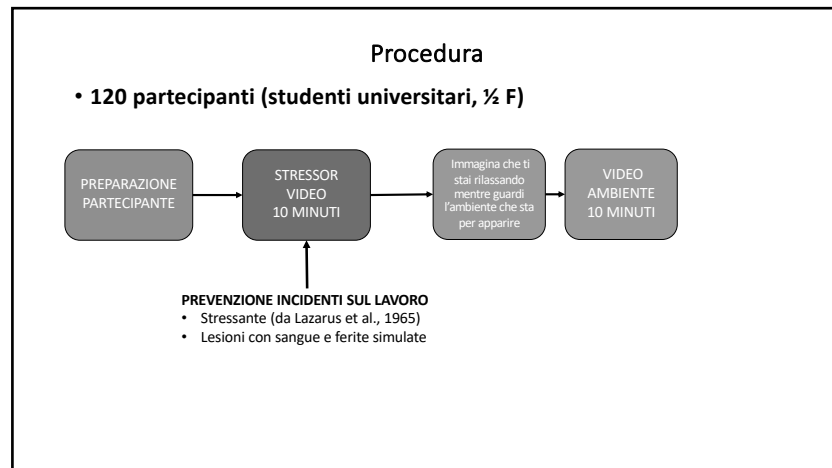 Procedura
• 120 partecipanti (studenti universitari, ½ F)
PREPARAZIONE
PARTECIPANTE
STRESSOR
VIDEO
10 MINUTI
Immagina che ti
stai rilassando
mentre guardi
l'ambiente che sta
per apparire
VIDEO
AMBIENTE
10 MINUTI
PREVENZIONE INCIDENTI SUL LAVORO
• Stressante (da Lazarus et al., 1965)
• Lesioni con sangue e ferite simulate